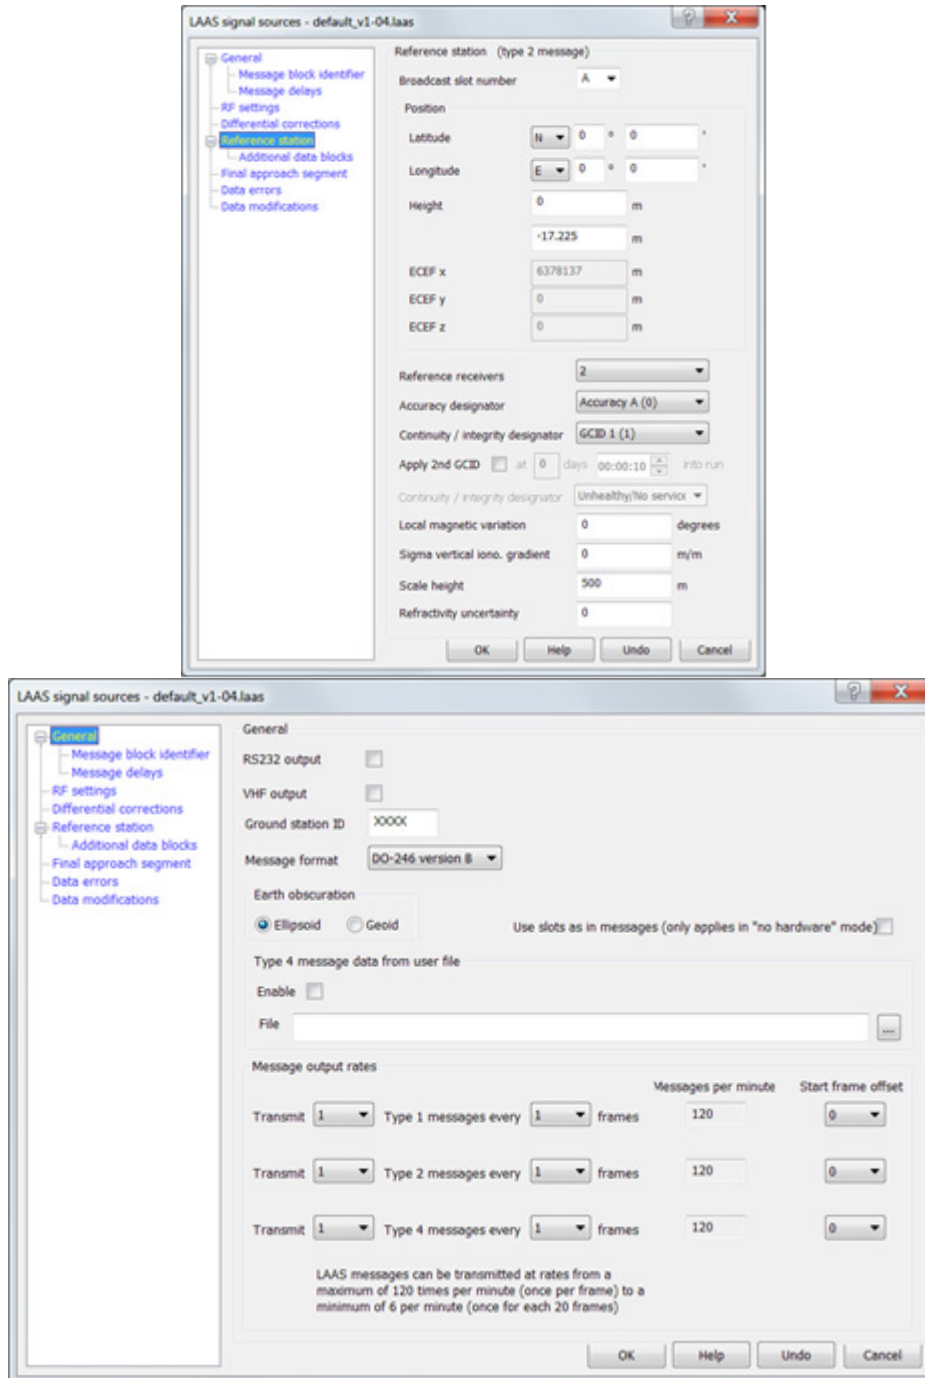 LAAS signal sources - default_v1-04.laas
General
Message block identifier
Message delays
RF settings
Differential corrections
Reference station
Additional data blocks
Final approach segment
Data errors
Data modifications
Reference station (type 2 message)
Broadcast slot number A
Position
Latitude N 0 ° 0 '
Longitude E 0 ° 0 '
Height 0 m
-17.225 m
ECEF x 6378137 m
ECEF y 0 m
ECEF z 0 m
Reference receivers 2
Accuracy designator Accuracy A (0)
Continuity / integrity designator GCID 1 (1)
Apply 2nd GCID at 0 days 00:00:10 into run
Continuity / integrity designator Unhealthy/No service
Local magnetic variation 0 degrees
Sigma vertical iono. gradient 0 m/m
Scale height 500 m
Refractivity uncertainty 0
OK Help Undo Cancel
LAAS signal sources - default_v1-04.laas
General
Message block identifier
Message delays
RF settings
Differential corrections
Reference station
Additional data blocks
Final approach segment
Data errors
Data modifications
General
RS232 output
VHF output
Ground station ID XXXX
Message format DO-246 version B
Earth obscuration
Ellipsoid Geoid
Use slots as in messages (only applies in "no hardware" mode)
Type 4 message data from user file
Enable
File ...
Message output rates
Messages per minute Start frame offset
Transmit 1 Type 1 messages every 1 frames 120 0
Transmit 1 Type 2 messages every 1 frames 120 0
Transmit 1 Type 4 messages every 1 frames 120 0
LAAS messages can be transmitted at rates from a
maximum of 120 times per minute (once per frame) to a
minimum of 6 per minute (once for each 20 frames)
OK Help Undo Cancel